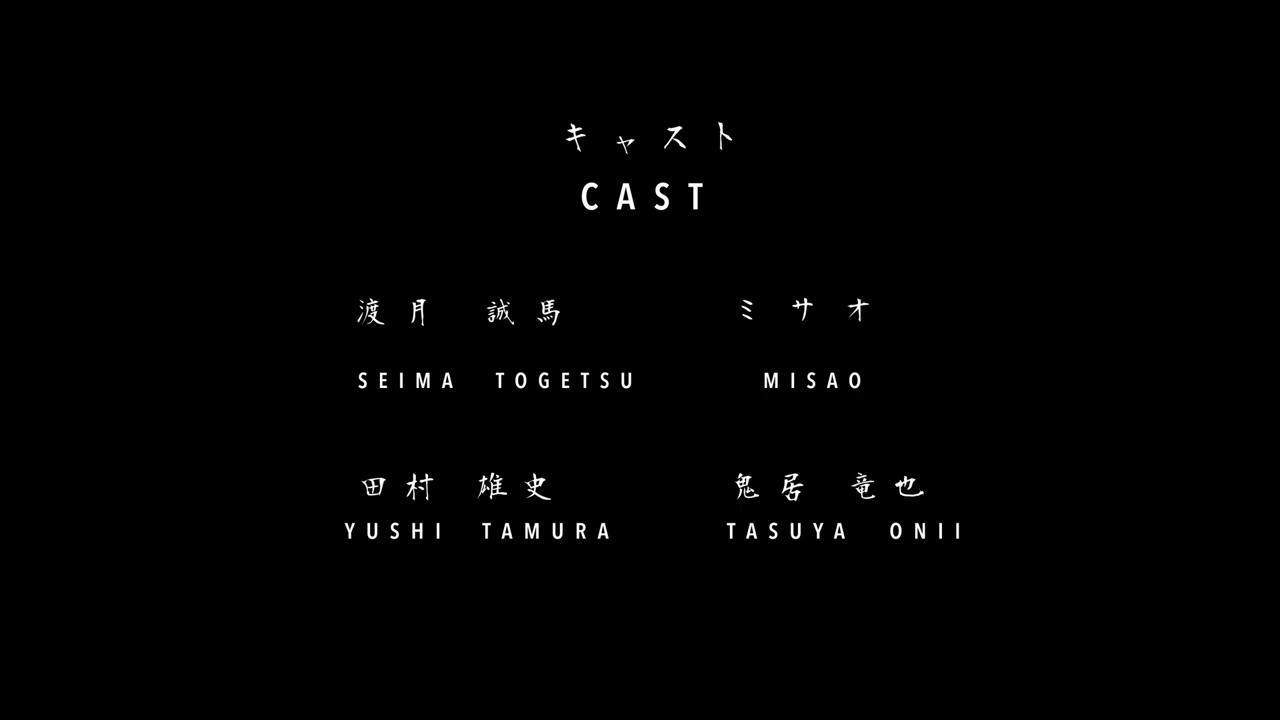 キャスト
CAST
渡月 誠馬 ミサオ
SEIMA TOGETSU MISAO
田村 雄史 鬼居 竜也
YUSHI TAMURA TASUYA ONII